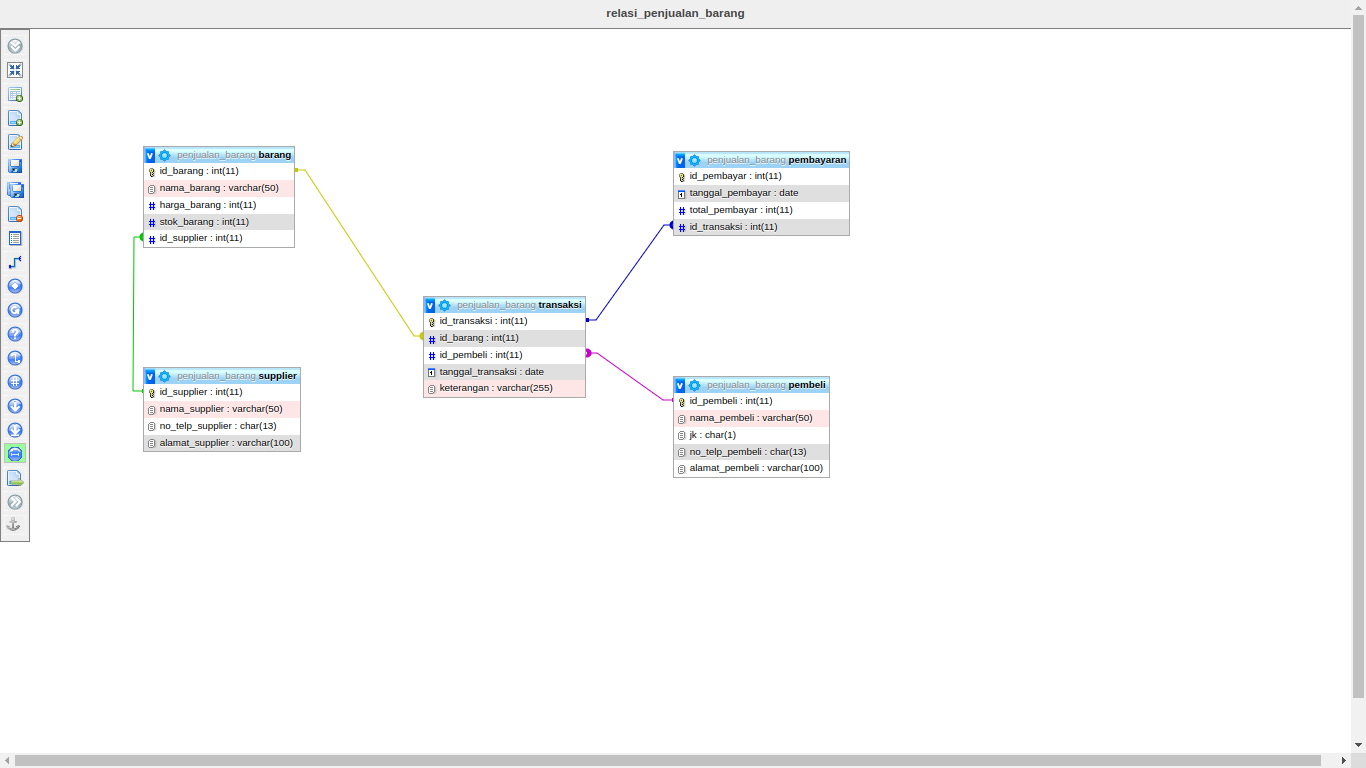 relasi_penjualan_barang
penjualan_barang barang
id_barang : int(11)
nama_barang : varchar(50)
harga_barang : int(11)
stok_barang : int(11)
id_supplier : int(11)
penjualan_barang pembayaran
id_pembayar : int(11)
tanggal_pembayar : date
total_pembayar : int(11)
id_transaksi : int(11)
penjualan_barang transaksi
id_transaksi : int(11)
id_barang : int(11)
id_pembeli : int(11)
tanggal_transaksi : date
keterangan : varchar(255)
penjualan_barang supplier
id_supplier : int(11)
nama_supplier : varchar(50)
no_telp_supplier : char(13)
alamat_supplier : varchar(100)
penjualan_barang pembeli
id_pembeli : int(11)
nama_pembeli : varchar(50)
jk : char(1)
no_telp_pembeli : char(13)
alamat_pembeli : varchar(100)